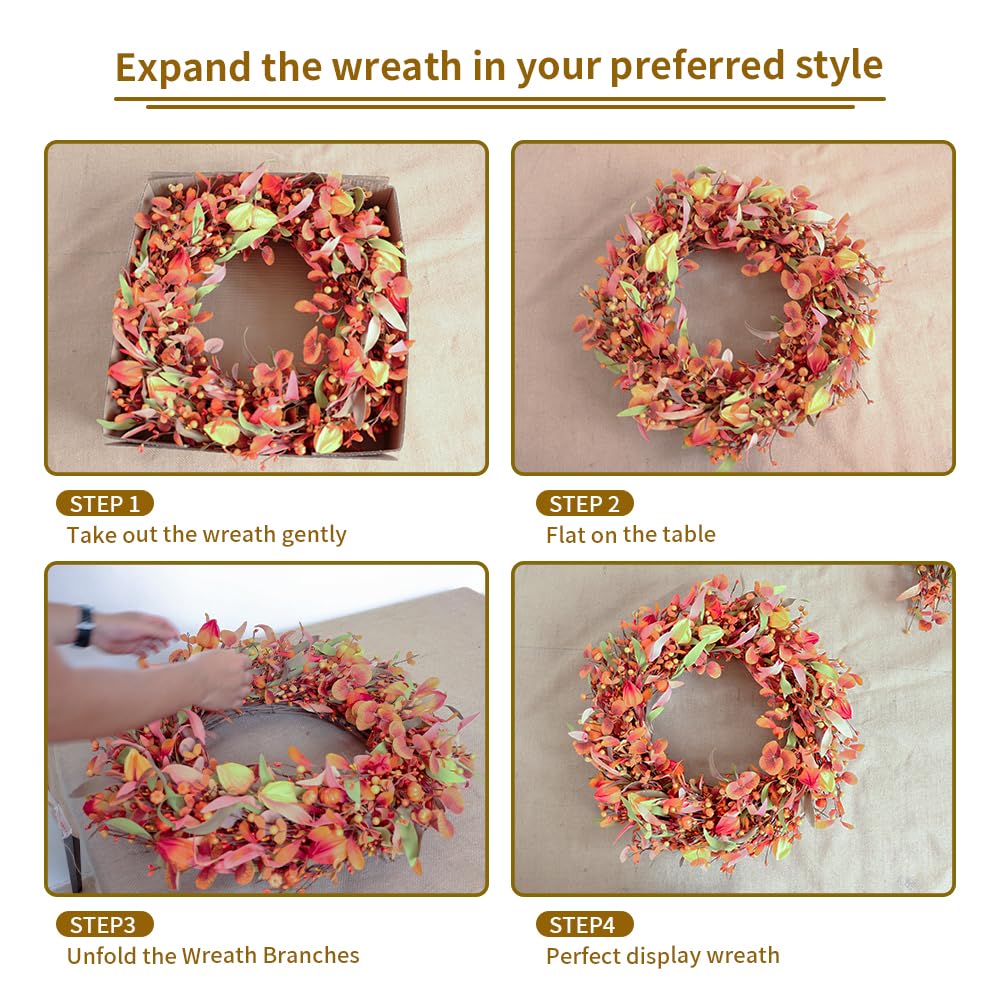 Expand the wreath in your preferred style
STEP 1
Take out the wreath gently
STEP 2
Flat on the table
STEP3
Unfold the Wreath Branches
STEP4
Perfect display wreath